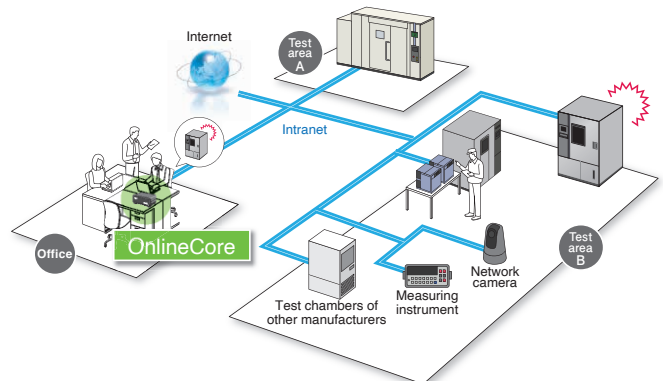 Internet
Test
area
A
Intranet
Office
OnlineCore
Test chambers of
other manufacturers
Measuring
instrument
Network
camera
Test
area
B